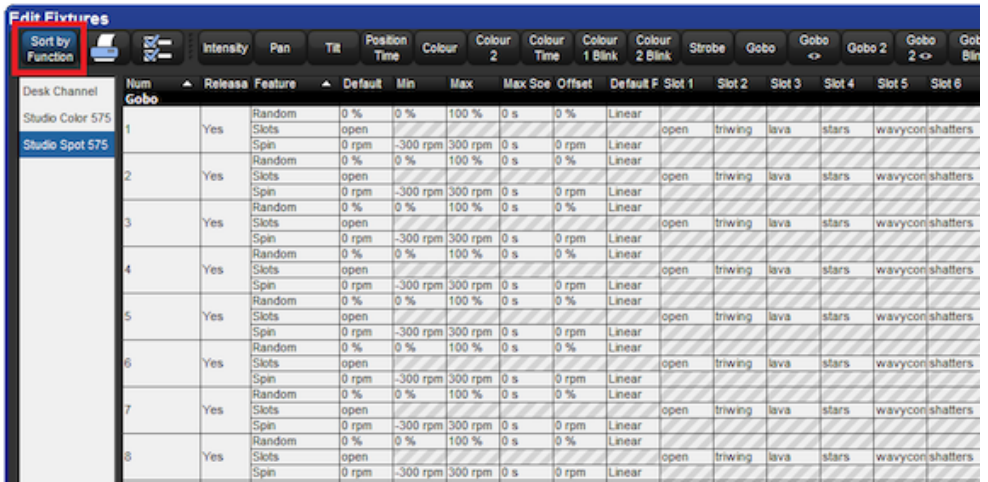 Edit Fixtures
Sort by Function Intensity Pan Tilt Position Time Colour Colour 2 Colour Time Colour 1 Blink Colour 2 Blink Strobe Gobo Gobo <> Gobo 2 Gobo 2 <>
Desk Channel
Studio Color 575
Studio Spot 575
Num Releasa Feature Default Min Max Max Spe Offset Default F Slot 1 Slot 2 Slot 3 Slot 4 Slot 5 Slot 6
Gobo
Random 0 % 0 % 100 % 0 s 0 % Linear
1 Yes Slots open open triwing lava stars wavycon shatters
Spin 0 rpm -300 rpm 300 rpm 0 s 0 rpm Linear
Random 0 % 0 % 100 % 0 s 0 % Linear
2 Yes Slots open open triwing lava stars wavycon shatters
Spin 0 rpm -300 rpm 300 rpm 0 s 0 rpm Linear
Random 0 % 0 % 100 % 0 s 0 % Linear
3 Yes Slots open open triwing lava stars wavycon shatters
Spin 0 rpm -300 rpm 300 rpm 0 s 0 rpm Linear
Random 0 % 0 % 100 % 0 s 0 % Linear
4 Yes Slots open open triwing lava stars wavycon shatters
Spin 0 rpm -300 rpm 300 rpm 0 s 0 rpm Linear
Random 0 % 0 % 100 % 0 s 0 % Linear
5 Yes Slots open open triwing lava stars wavycon shatters
Spin 0 rpm -300 rpm 300 rpm 0 s 0 rpm Linear
Random 0 % 0 % 100 % 0 s 0 % Linear
6 Yes Slots open open triwing lava stars wavycon shatters
Spin 0 rpm -300 rpm 300 rpm 0 s 0 rpm Linear
Random 0 % 0 % 100 % 0 s 0 % Linear
7 Yes Slots open open triwing lava stars wavycon shatters
Spin 0 rpm -300 rpm 300 rpm 0 s 0 rpm Linear
Random 0 % 0 % 100 % 0 s 0 % Linear
8 Yes Slots open open triwing lava stars wavycon shatters
Spin 0 rpm -300 rpm 300 rpm 0 s 0 rpm Linear